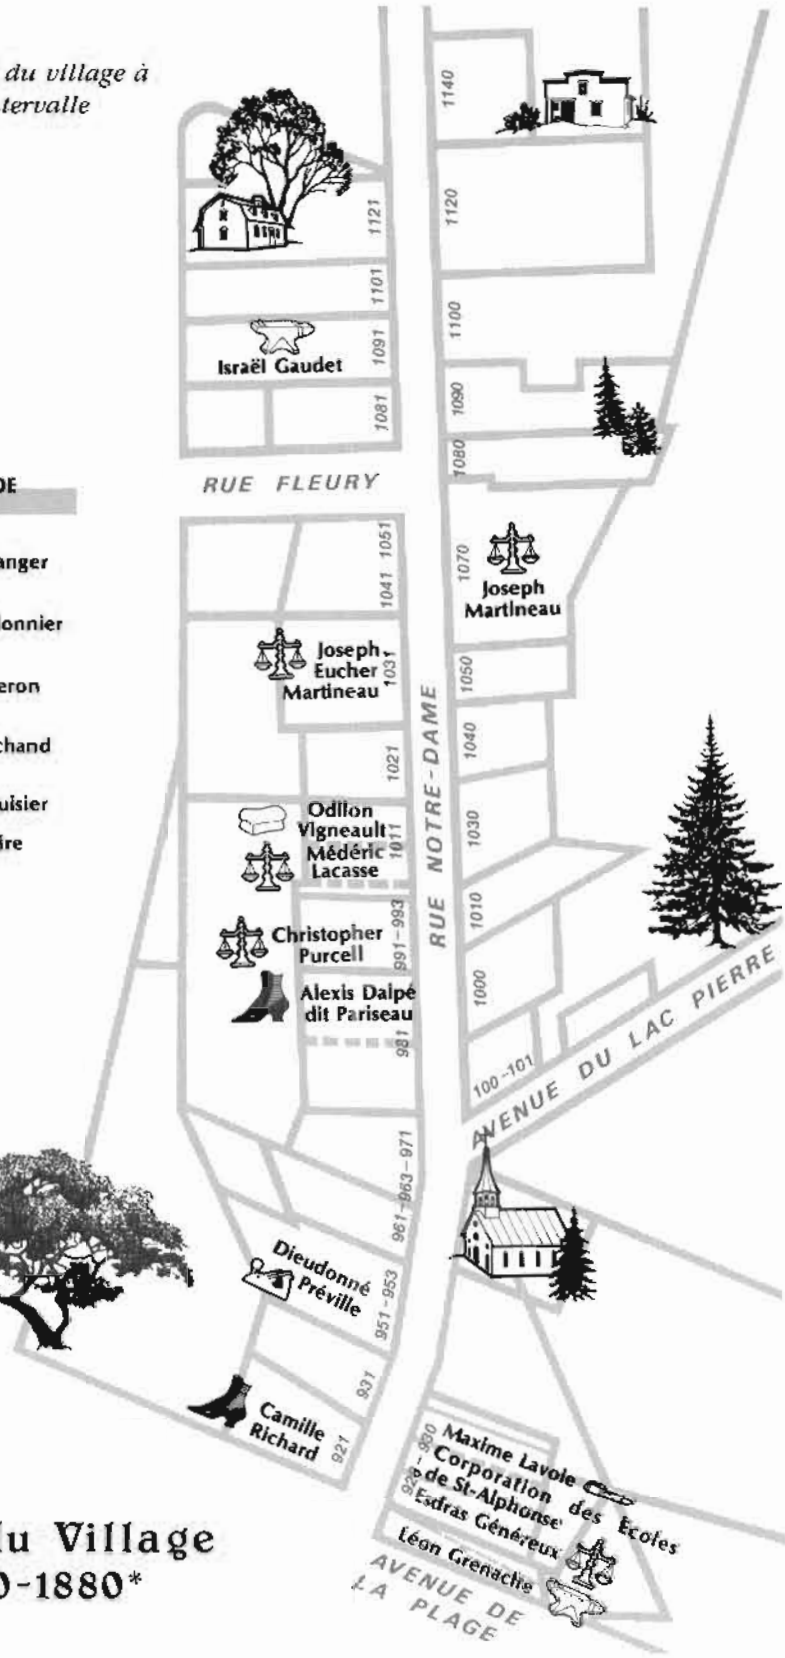 du village à
tervalle
1140
1120
1121
1101
1100
1091
Israël Gaudet
1090
1081
1080
DE
RUE FLEURY
anger
1051
1041
1070
Joseph
Martineau
lonnier
Joseph
Eucher
Martineau
1031
1050
eron
1040
chand
1021
uisier
Odilon
Vigneault
1011
1030
ire
Médéric
Lacasse
RUE NOTRE-DAME
1010
Christopher
Purcell
991-993
1000
Alexis Dalpé
dit Pariseau
981
100-101
AVENUE DU LAC PIERRE
961-963-971
Dieudonné
Préville
951-953
931
Camille
Richard
921
930
Maxime Lavoie
Corporation des Ecoles
de St-Alphonse
Esdras Généreux
Léon Grenache
AVENUE DE
LA PLAGE
du Village
0-1880*